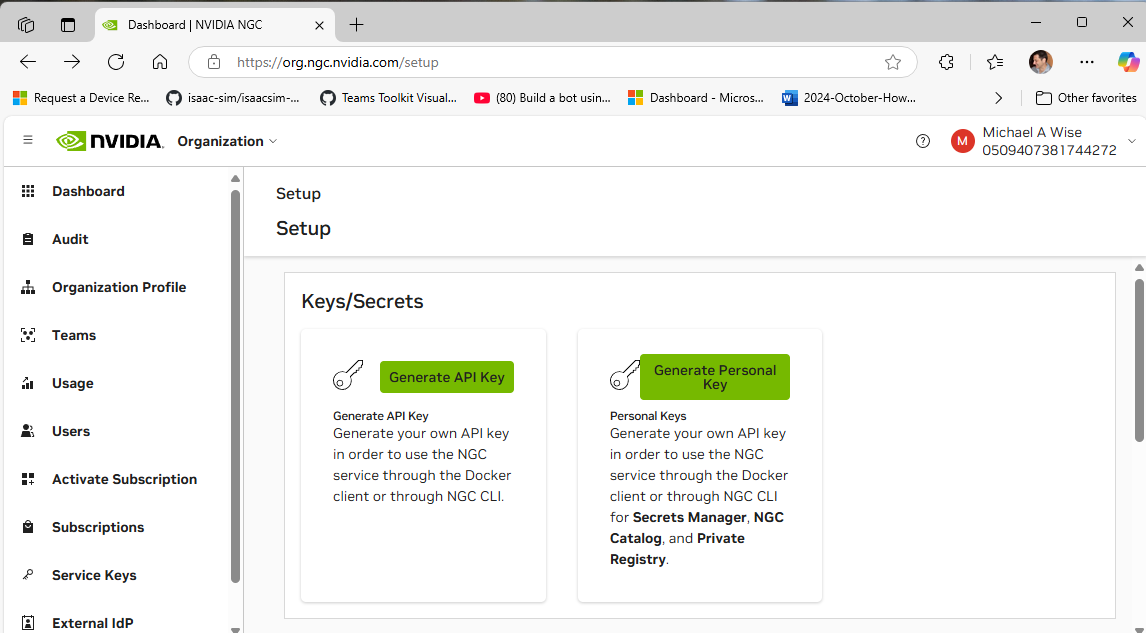 Dashboard | NVIDIA NGC
https://org.ngc.nvidia.com/setup
Request a Device Re...
isaac-sim/isaacsim-...
Teams Toolkit Visual...
(80) Build a bot usin...
Dashboard - Micros...
2024-October-How...
Other favorites
NVIDIA.
Organization
M
Michael A Wise
0509407381744272
Dashboard
Audit
Organization Profile
Teams
Usage
Users
Activate Subscription
Subscriptions
Service Keys
External IdP
Setup
Setup
Keys/Secrets
Generate API Key
Generate API Key
Generate your own API key
in order to use the NGC
service through the Docker
client or through NGC CLI.
Generate Personal
Key
Personal Keys
Generate your own API key
in order to use the NGC
service through the Docker
client or through NGC CLI
for Secrets Manager, NGC
Catalog, and Private
Registry.